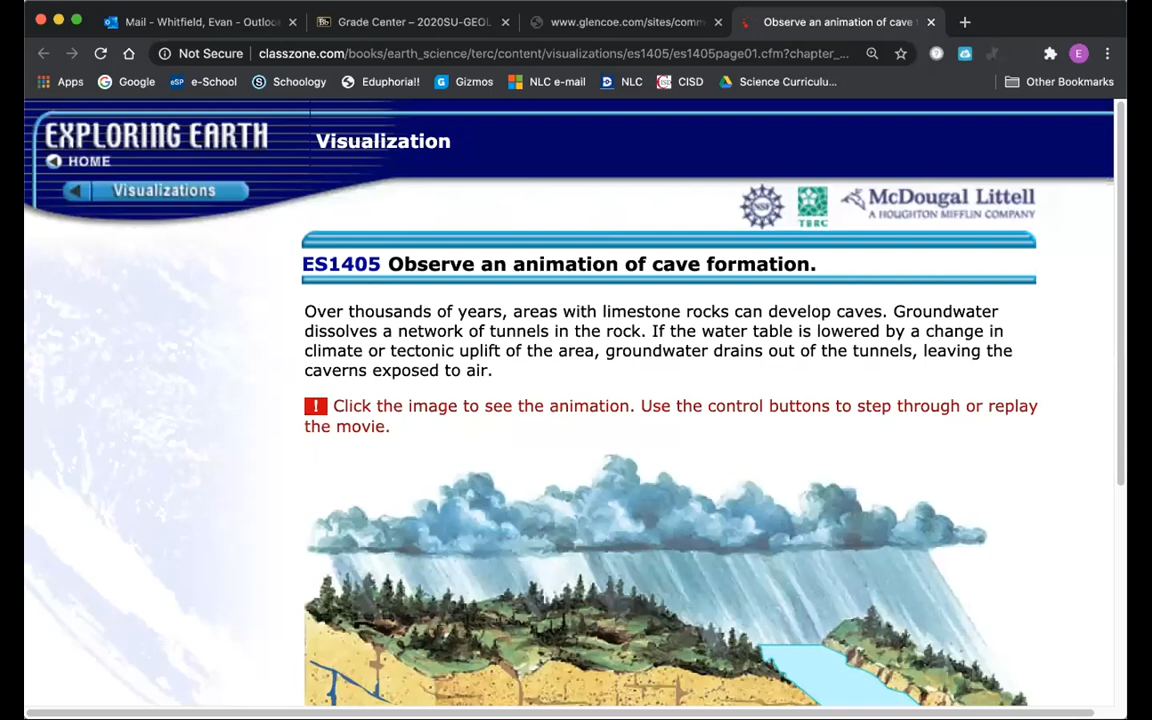 Mail - Whitfield, Evan - Outloo
Grade Center – 2020SU-GEOL
www.glencoe.com/sites/comm
Observe an animation of cave
Not Secure
classzone.com/books/earth_science/terc/content/visualizations/es1405/es1405page01.cfm?chapter_...
E
Apps
Google
eSP e-School
S Schoology
Eduphoria!!
G Gizmos
NLC e-mail
D NLC
CISD
Science Curriculu...
Other Bookmarks
EXPLORING EARTH
HOME
Visualizations
Visualization
NSF
TERC
McDougal Littell
A HOUGHTON MIFFLIN COMPANY
ES1405 Observe an animation of cave formation.
Over thousands of years, areas with limestone rocks can develop caves. Groundwater
dissolves a network of tunnels in the rock. If the water table is lowered by a change in
climate or tectonic uplift of the area, groundwater drains out of the tunnels, leaving the
caverns exposed to air.
! Click the image to see the animation. Use the control buttons to step through or replay
the movie.